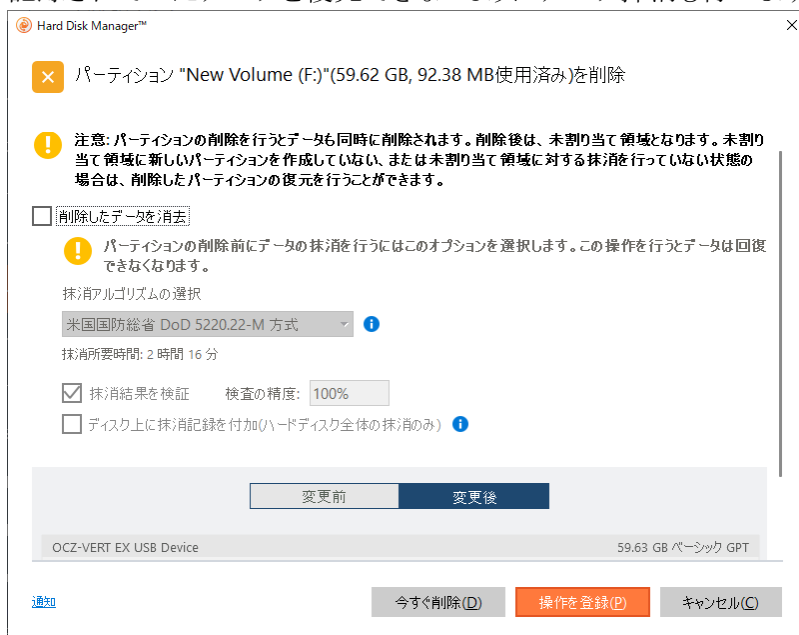 Hard Disk Manager™
パーティション "New Volume (F:)"(59.62 GB, 92.38 MB使用済み)を削除
注意: パーティションの削除を行うとデータも同時に削除されます。削除後は、未割り当て領域となります。未割り
当て領域に新しいパーティションを作成していない、または未割り当て領域に対する抹消を行っていない状態の
場合は、削除したパーティションの復元を行うことができます。
削除したデータを消去
パーティションの削除前にデータの抹消を行うにはこのオプションを選択します。この操作を行うとデータは回復
できなくなります。
抹消アルゴリズムの選択
米国国防総省 DoD 5220.22-M 方式
抹消所要時間: 2 時間 16 分
抹消結果を検証 検査の精度: 100%
ディスク上に抹消記録を付加(ハードディスク全体の抹消のみ)
変更前 変更後
OCZ-VERT EX USB Device 59.63 GB ベーシック GPT
通知 今すぐ削除(D) 操作を登録(P) キャンセル(C)